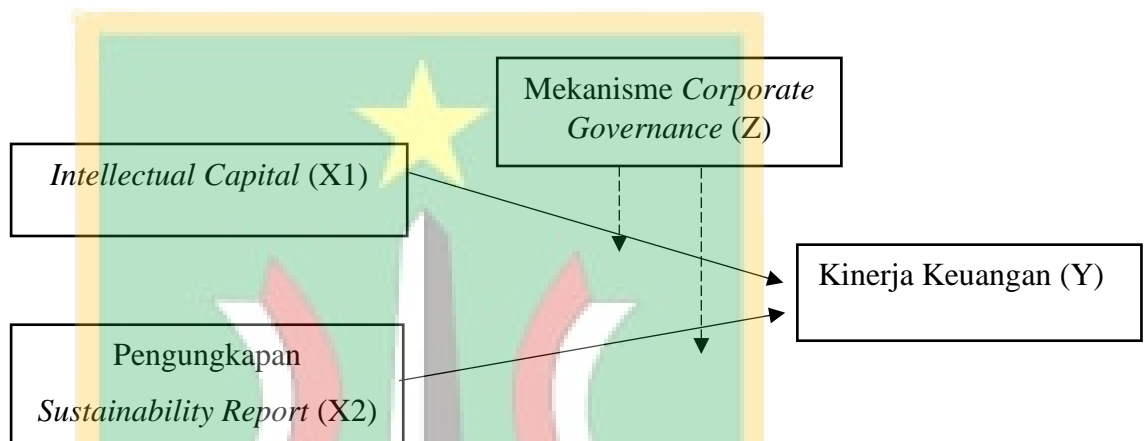 Mekanisme Corporate
Governance (Z)
Intellectual Capital (X1)
Kinerja Keuangan (Y)
Pengungkapan
Sustainability Report (X2)